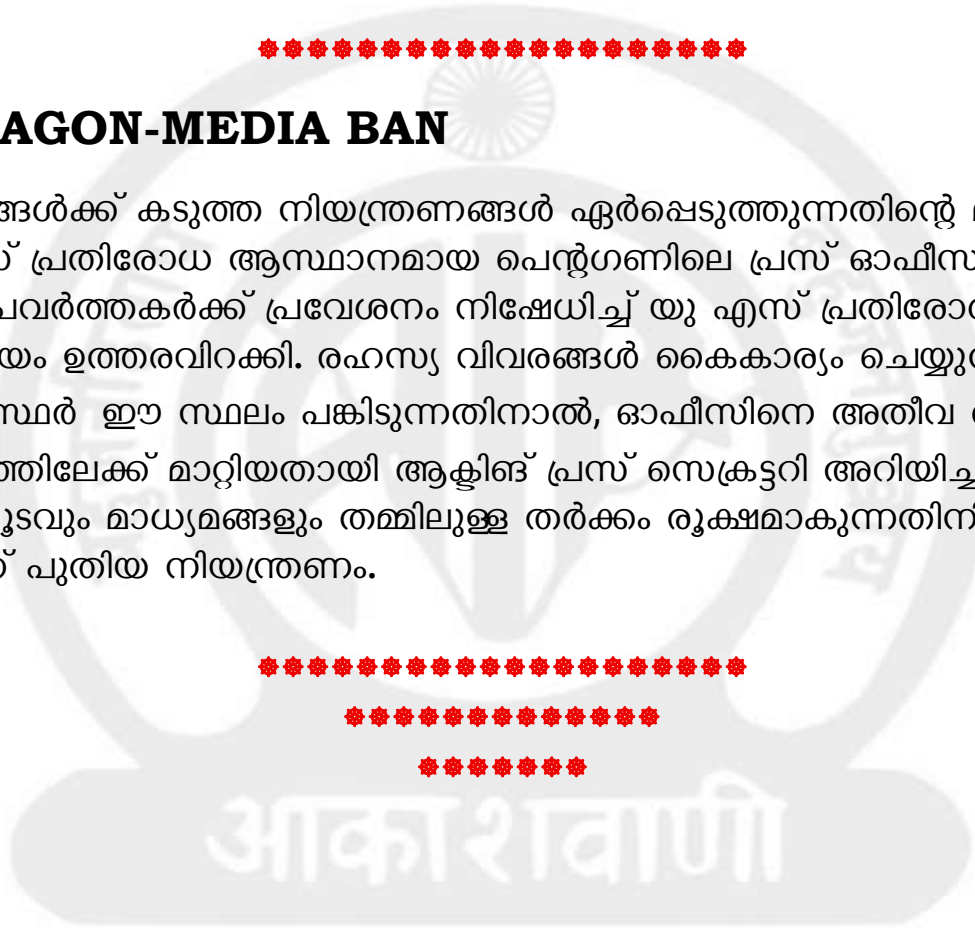 AGON-MEDIA BAN
ങ്ങൾക്ക് കടുത്ത നിയന്ത്രണങ്ങൾ ഏർപ്പെടുത്തുന്നതിന്റെ
പ്രതിരോധ ആസ്ഥാനമായ പെന്റഗണിലെ പ്രസ് ഓഫീസ
പ്രവർത്തകർക്ക് പ്രവേശനം നിഷേധിച്ച് യു എസ് പ്രതിരോ
യം ഉത്തരവിറക്കി. രഹസ്യ വിവരങ്ങൾ കൈകാര്യം ചെയ്യു
സ്ഥർ ഈ സ്ഥലം പങ്കിടുന്നതിനാൽ, ഓഫീസിനെ അതീവ
ത്തിലേക്ക് മാറ്റിയതായി ആക്ടിങ് പ്രസ് സെക്രട്ടറി അറിയിച്ച
ടവും മാധ്യമങ്ങളും തമ്മിലുള്ള തർക്കം രൂക്ഷമാകുന്നതിനി
പുതിയ നിയന്ത്രണം.
आकाशवाणी